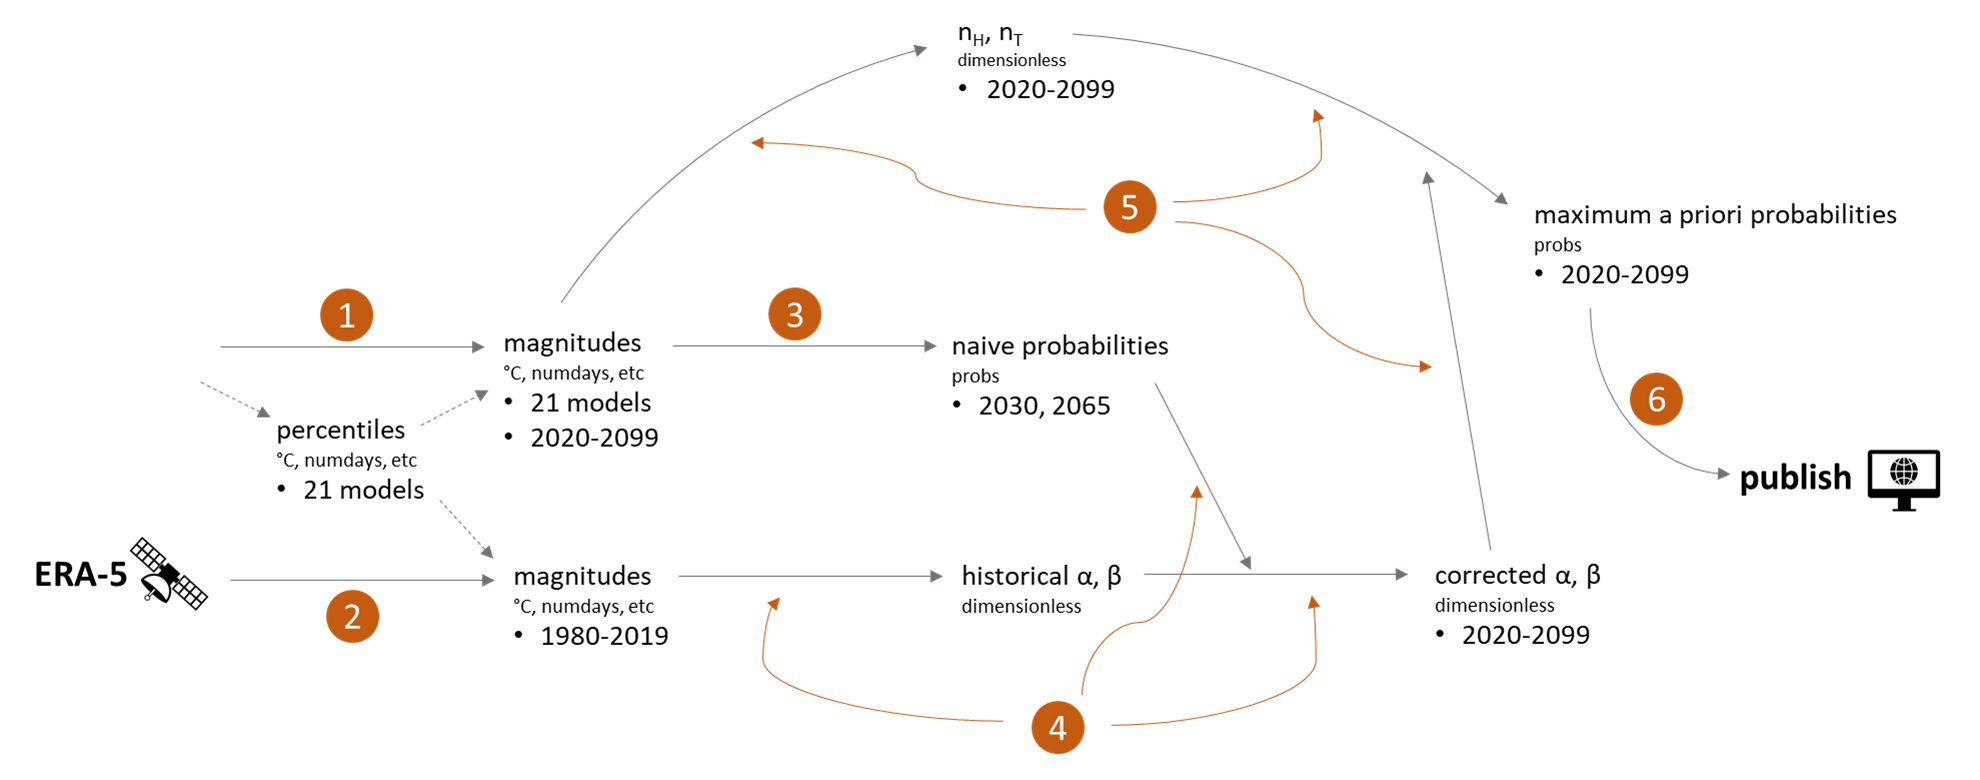 n_H, n_T
dimensionless
• 2020-2099
5
maximum a priori probabilities
probs
• 2020-2099
1
3
magnitudes
°C, numdays, etc
• 21 models
• 2020-2099
naive probabilities
probs
• 2030, 2065
6
percentiles
°C, numdays, etc
• 21 models
publish
ERA-5
2
magnitudes
°C, numdays, etc
• 1980-2019
historical α, β
dimensionless
corrected α, β
dimensionless
• 2020-2099
4